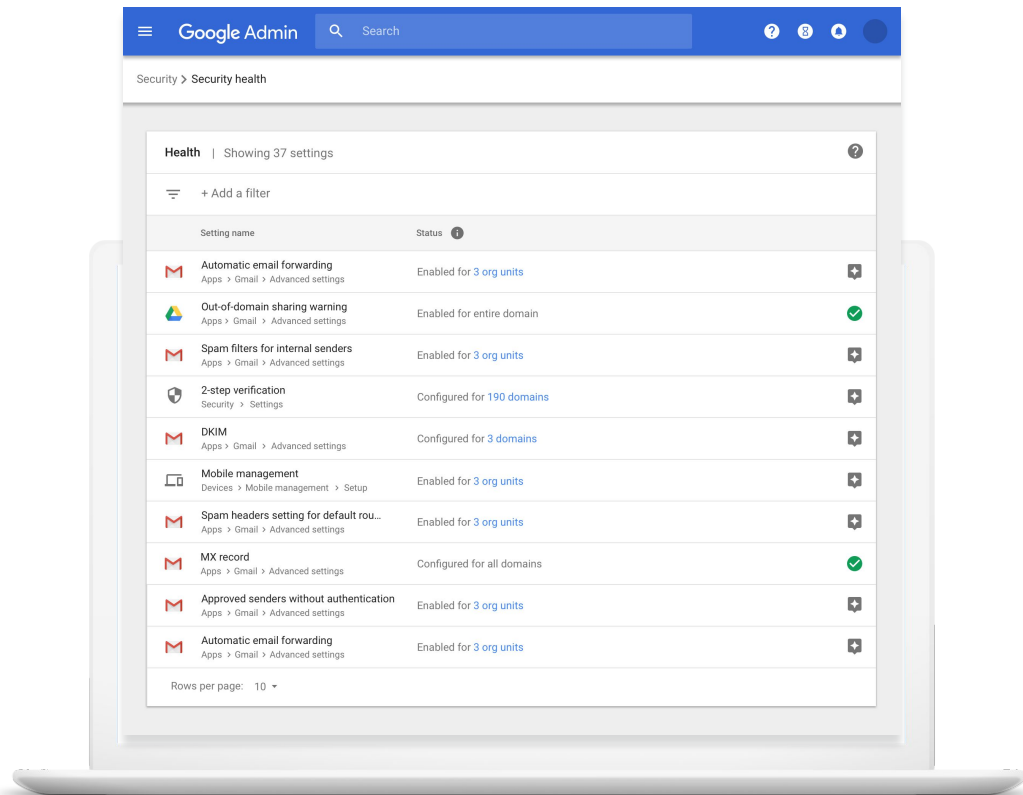 Google Admin
Search
Security > Security health
Health | Showing 37 settings
+ Add a filter
Setting name Status
Automatic email forwarding
Apps > Gmail > Advanced settings
Enabled for 3 org units
Out-of-domain sharing warning
Apps > Gmail > Advanced settings
Enabled for entire domain
Spam filters for internal senders
Apps > Gmail > Advanced settings
Enabled for 3 org units
2-step verification
Security > Settings
Configured for 190 domains
DKIM
Apps > Gmail > Advanced settings
Configured for 3 domains
Mobile management
Devices > Mobile management > Setup
Enabled for 3 org units
Spam headers setting for default rou...
Apps > Gmail > Advanced settings
Enabled for 3 org units
MX record
Apps > Gmail > Advanced settings
Configured for all domains
Approved senders without authentication
Apps > Gmail > Advanced settings
Enabled for 3 org units
Automatic email forwarding
Apps > Gmail > Advanced settings
Enabled for 3 org units
Rows per page: 10